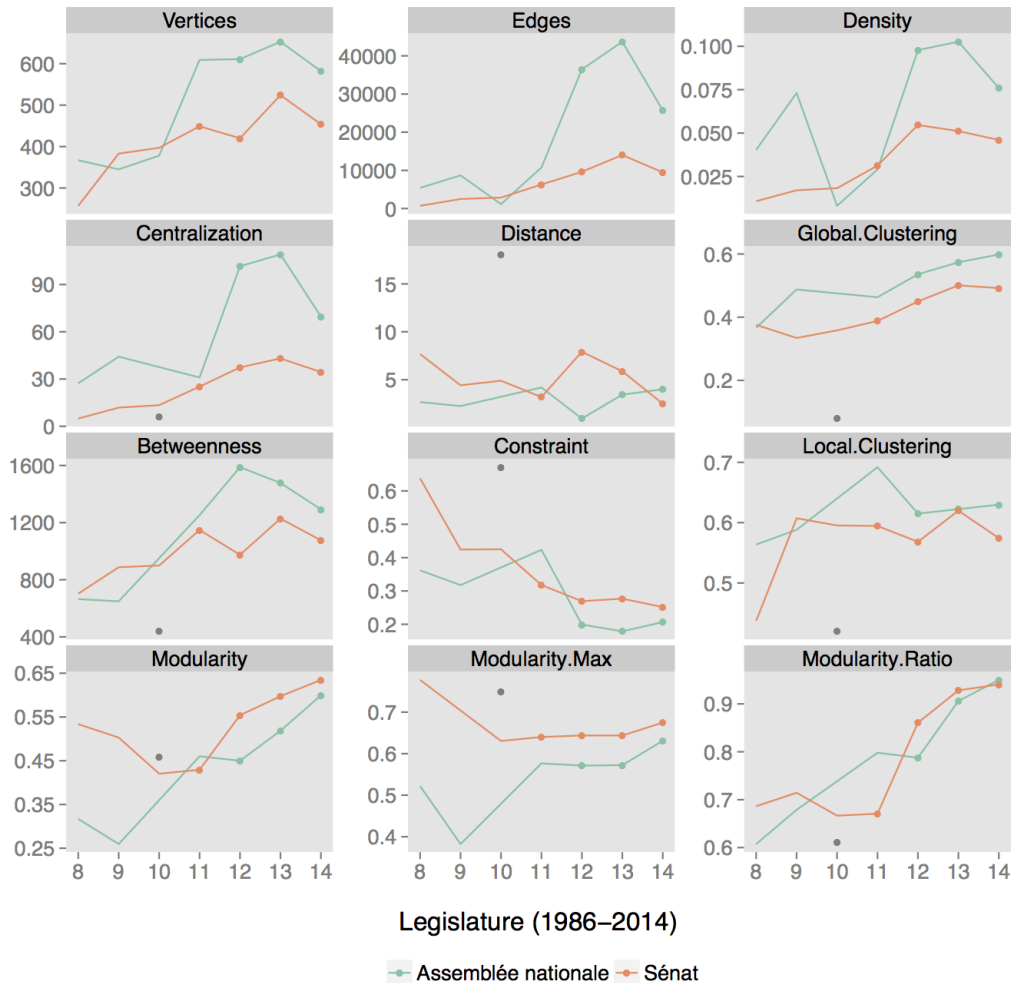 Vertices Edges Density
600 40000 0.100
500 30000 0.075
400 20000 0.050
300 10000 0.025
0
Centralization Distance Global.Clustering
90 15 0.6
60 10 0.4
30 5 0.2
0
Betweenness Constraint Local.Clustering
1600 0.6 0.7
1200 0.5 0.6
800 0.4 0.5
400 0.3
0.2
Modularity Modularity.Max Modularity.Ratio
0.65 0.7 0.9
0.55 0.6 0.8
0.45 0.5 0.7
0.35 0.4 0.6
0.25
8 9 10 11 12 13 14 8 9 10 11 12 13 14 8 9 10 11 12 13 14
Legislature (1986–2014)
Assemblée nationale Sénat